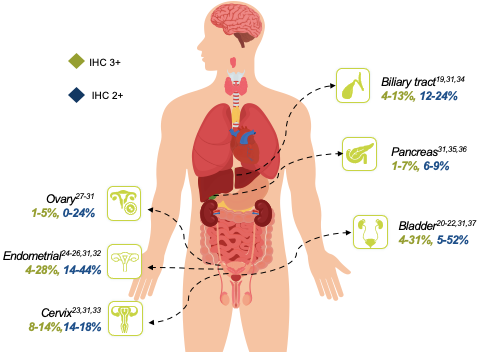 IHC 3+
IHC 2+
Biliary tract19,31,34
4-13%, 12-24%
Pancreas31,35,36
1-7%, 6-9%
Ovary27-31
1-5%, 0-24%
Bladder20-22,31,37
4-31%, 5-52%
Endometrial24-26,31,32
4-28%, 14-44%
Cervix23,31,33
8-14%,14-18%